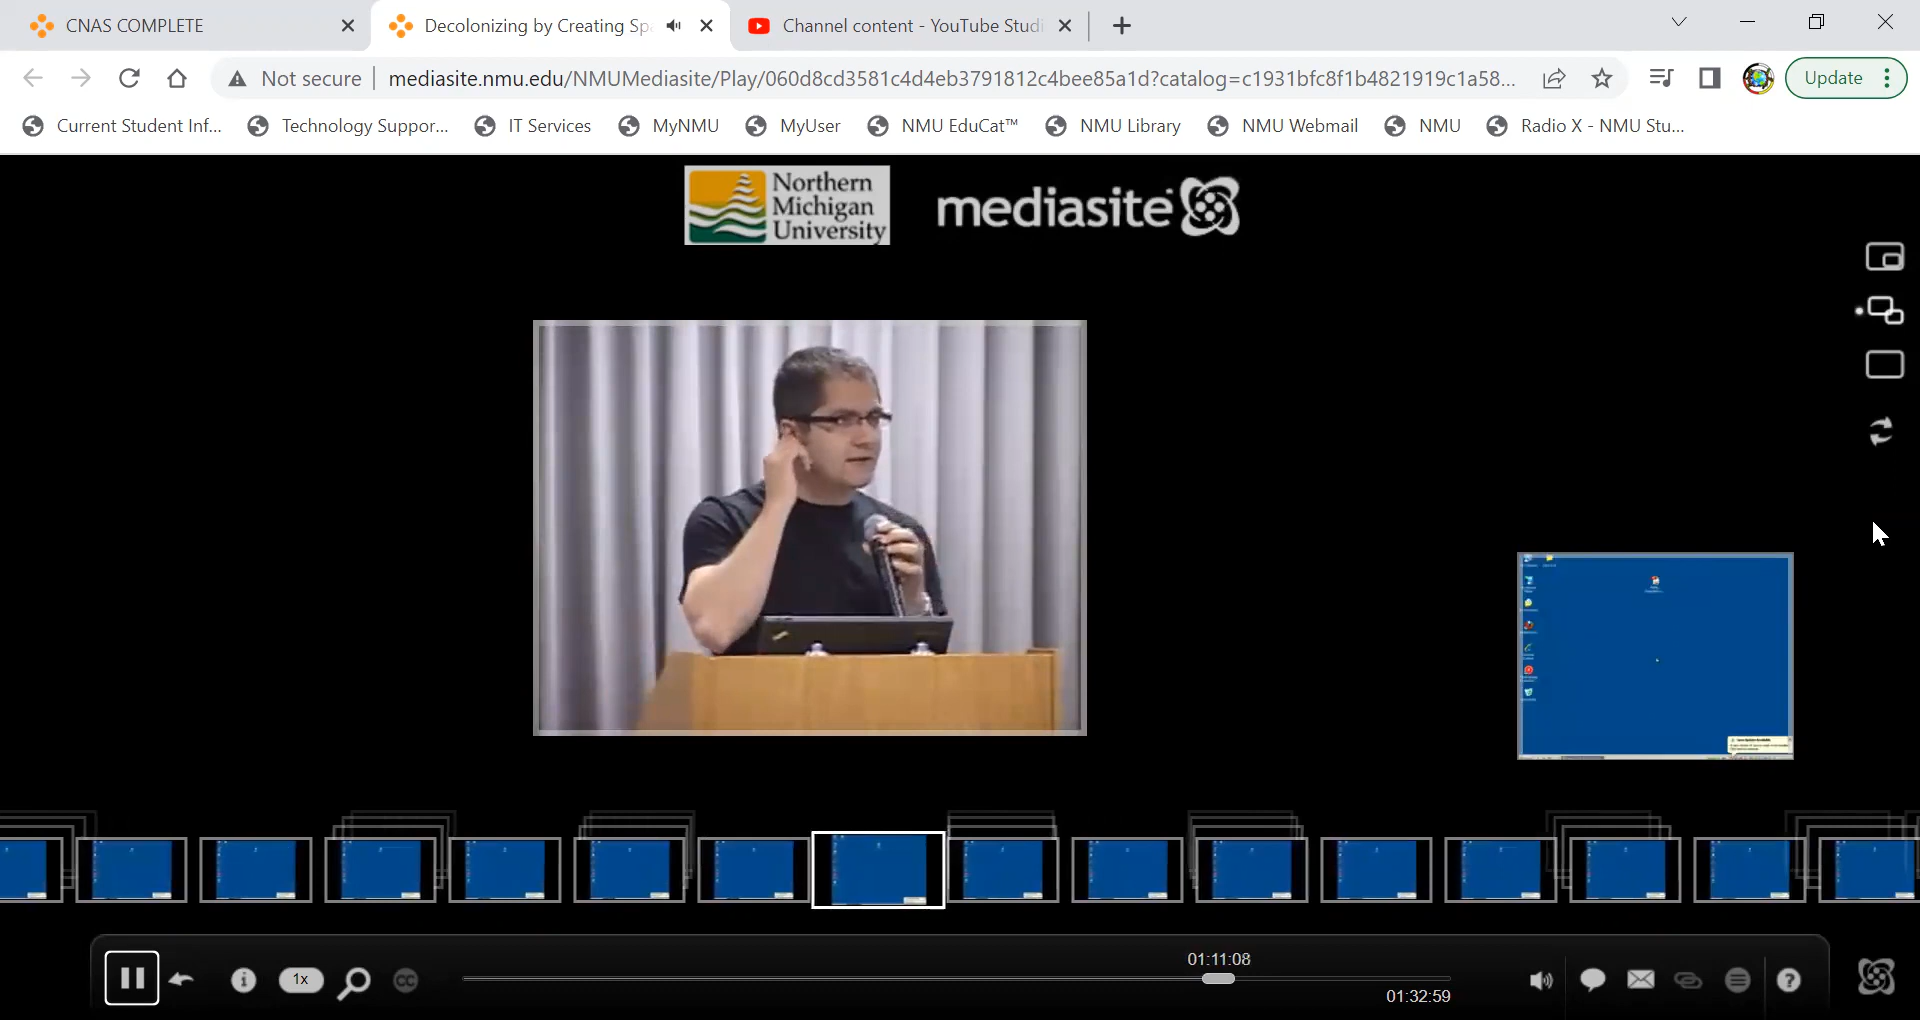 CNAS COMPLETE
Decolonizing by Creating Sp
Channel content - YouTube Studi
Not secure
mediasite.nmu.edu/NMUMediasite/Play/060d8cd3581c4d4eb3791812c4bee85a1d?catalog=c1931bfc8f1b4821919c1a58...
Update
Current Student Inf...
Technology Suppor...
IT Services
MyNMU
MyUser
NMU EduCat™
NMU Library
NMU Webmail
NMU
Radio X - NMU Stu...
Northern
Michigan
University
mediasite
01:11:08
1x
CC
01:32:59